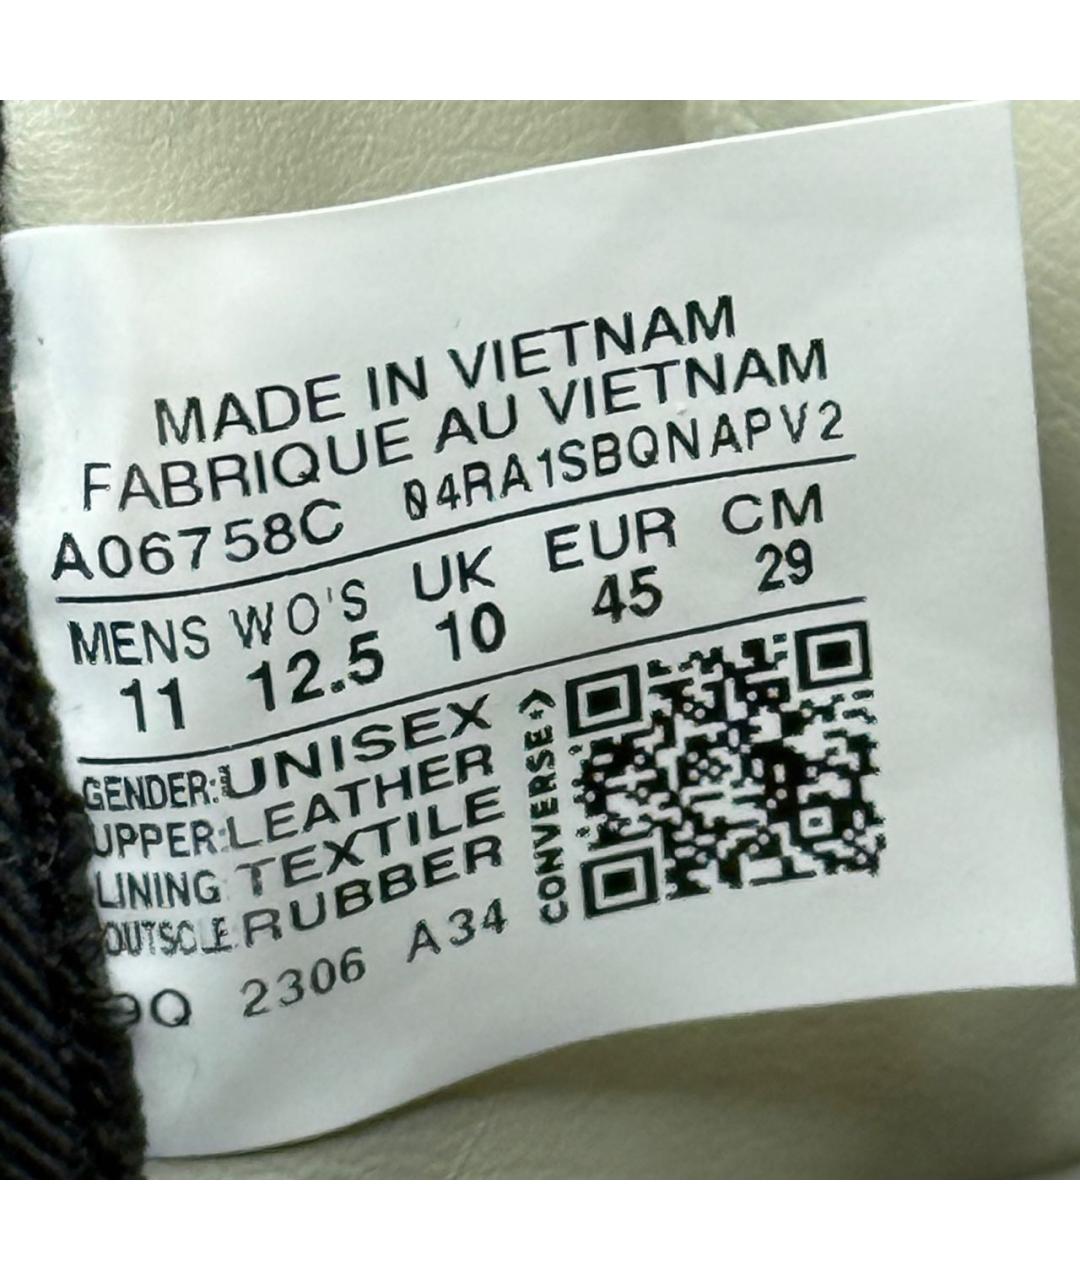 MADE IN VIETNAM
FABRIQUE AU VIETNAM
A06758C 04RA1SBQNAPV2
MENS WO'S UK EUR CM
11 12.5 10 45 29
GENDER:UNISEX
UPPER:LEATHER
LINING TEXTILE
OUTSOLE RUBBER
2306 A34
CONVERSE